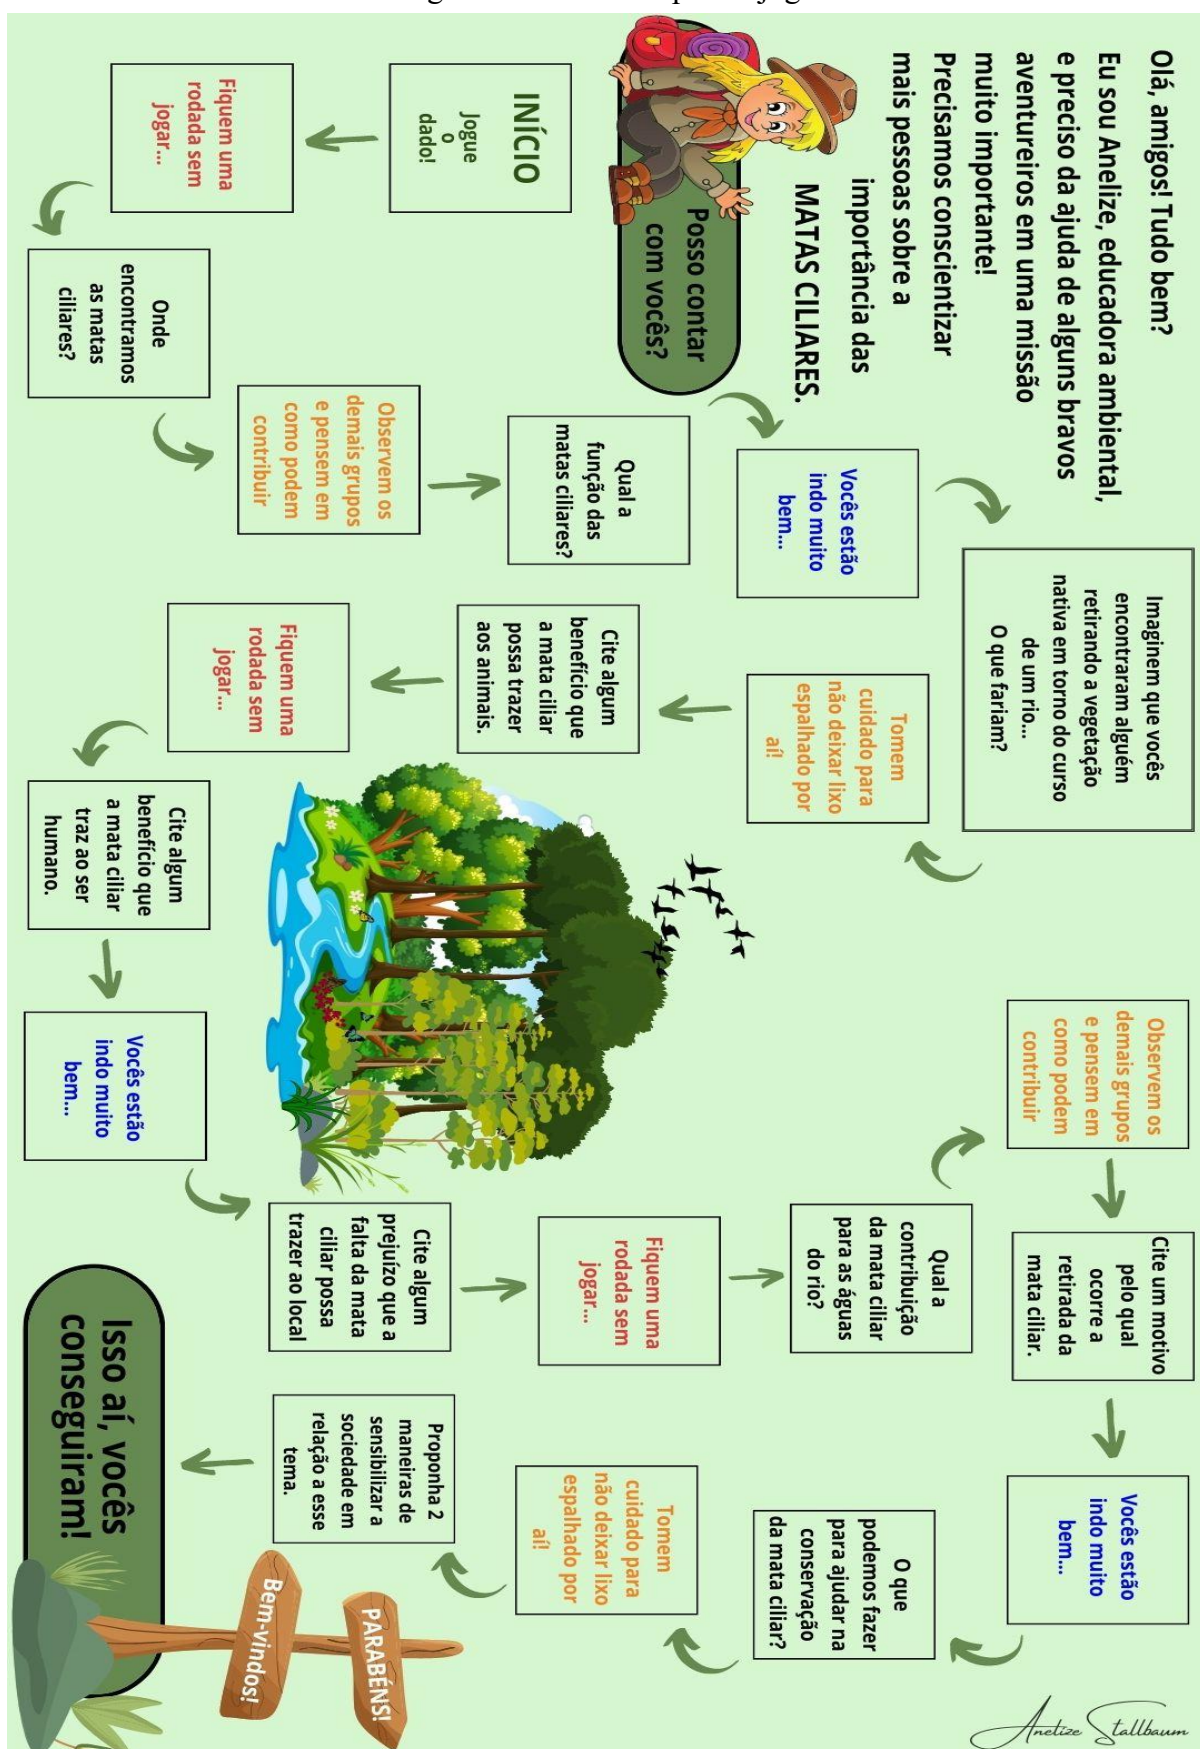 Olá, amigos! Tudo bem?
Eu sou Anelize, educadora ambiental,
e preciso da ajuda de alguns bravos
aventureiros em uma missão
muito importante!
Precisamos conscientizar
mais pessoas sobre a
importância das
MATAS CILIARES.
Posso contar
com vocês?
INÍCIO
Jogue
o
dado!
Fiquem uma
rodada sem
jogar...
Onde
encontramos
as matas
ciliares?
Observem os
demais grupos
e pensem em
como podem
contribuir
Qual a
função das
matas ciliares?
Vocês estão
indo muito
bem...
Imaginem que vocês
encontraram alguém
retirando a vegetação
nativa em torno do curso
de um rio...
O que fariam?
Tomem
cuidado para
não deixar lixo
espalhado por
aí!
Cite algum
benefício que
a mata ciliar
possa trazer
aos animais.
Fiquem uma
rodada sem
jogar...
Cite algum
benefício que
a mata ciliar
traz ao ser
humano.
Vocês estão
indo muito
bem...
Cite algum
prejuízo que a
falta da mata
ciliar possa
trazer ao local
Fiquem uma
rodada sem
jogar...
Qual a
contribuição
da mata ciliar
para as águas
do rio?
Observem os
demais grupos
e pensem em
como podem
contribuir
Cite um motivo
pelo qual
ocorre a
retirada da
mata ciliar.
Vocês estão
indo muito
bem...
O que
podemos fazer
para ajudar na
conservação
da mata ciliar?
Tomem
cuidado para
não deixar lixo
espalhado por
aí!
Proponha 2
maneiras de
sensibilizar a
sociedade em
relação a esse
tema.
Isso aí, vocês
conseguiram!
PARABÉNS!
Bem-vindos!
Anelize Stallbaum